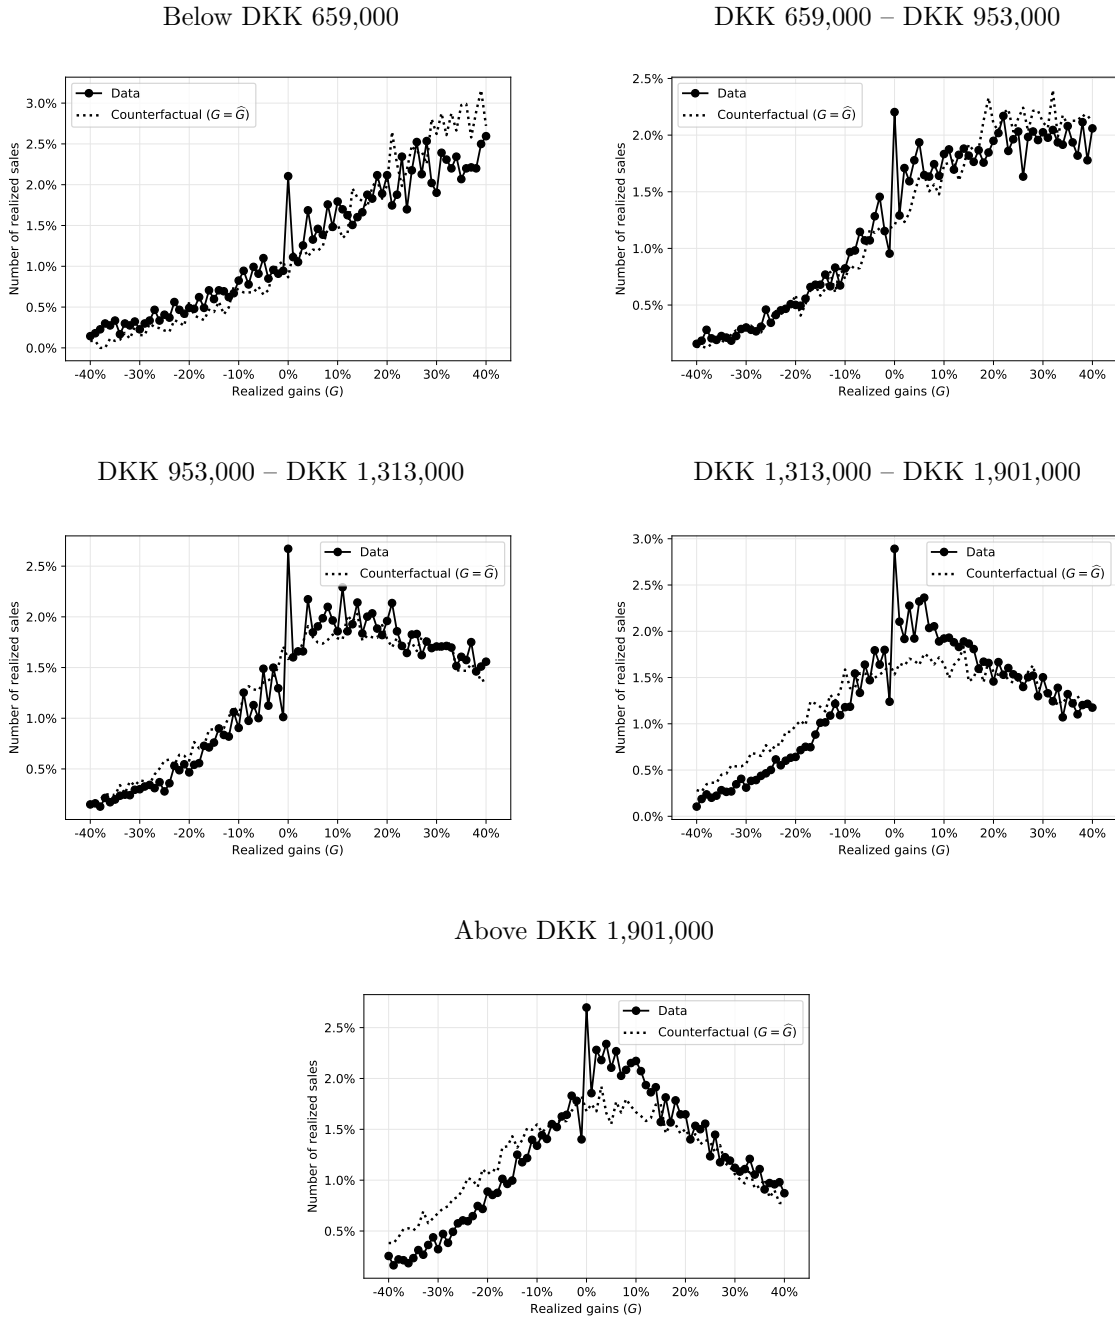 Below DKK 659,000
3.0%
2.5%
2.0%
1.5%
1.0%
0.5%
0.0%
Number of realized sales
Data
Counterfactual (G = Ĝ)
-40% -30% -20% -10% 0% 10% 20% 30% 40%
Realized gains (G)
DKK 659,000 – DKK 953,000
2.5%
2.0%
1.5%
1.0%
0.5%
Number of realized sales
Data
Counterfactual (G = Ĝ)
-40% -30% -20% -10% 0% 10% 20% 30% 40%
Realized gains (G)
DKK 953,000 – DKK 1,313,000
2.5%
2.0%
1.5%
1.0%
0.5%
Number of realized sales
Data
Counterfactual (G = Ĝ)
-40% -30% -20% -10% 0% 10% 20% 30% 40%
Realized gains (G)
DKK 1,313,000 – DKK 1,901,000
3.0%
2.5%
2.0%
1.5%
1.0%
0.5%
0.0%
Number of realized sales
Data
Counterfactual (G = Ĝ)
-40% -30% -20% -10% 0% 10% 20% 30% 40%
Realized gains (G)
Above DKK 1,901,000
2.5%
2.0%
1.5%
1.0%
0.5%
Number of realized sales
Data
Counterfactual (G = Ĝ)
-40% -30% -20% -10% 0% 10% 20% 30% 40%
Realized gains (G)